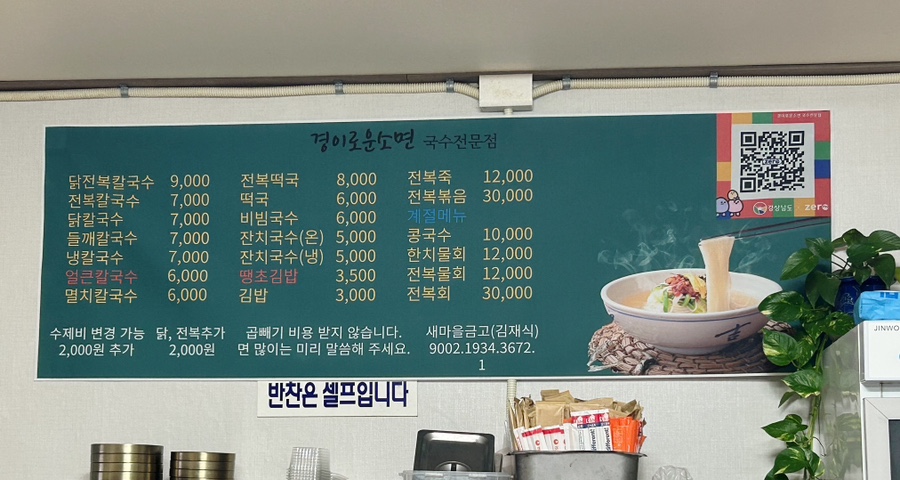 경이로운소면 국수전문점
닭전복칼국수 9,000
전복칼국수 7,000
닭칼국수 7,000
들깨칼국수 7,000
냉칼국수 7,000
얼큰칼국수 6,000
멸치칼국수 6,000
전복떡국 8,000
떡국 6,000
비빔국수 6,000
잔치국수(온) 5,000
잔치국수(냉) 5,000
땡초김밥 3,500
김밥 3,000
전복죽 12,000
전복볶음 30,000
계절메뉴
콩국수 10,000
한치물회 12,000
전복물회 12,000
전복회 30,000
수제비 변경 가능
2,000원 추가
닭, 전복추가
2,000원
곱빼기 비용 받지 않습니다.
면 많이는 미리 말씀해 주세요.
새마을금고(김재식)
9002.1934.3672.
1
경상남도 zero
반찬은 셀프입니다
JINWO